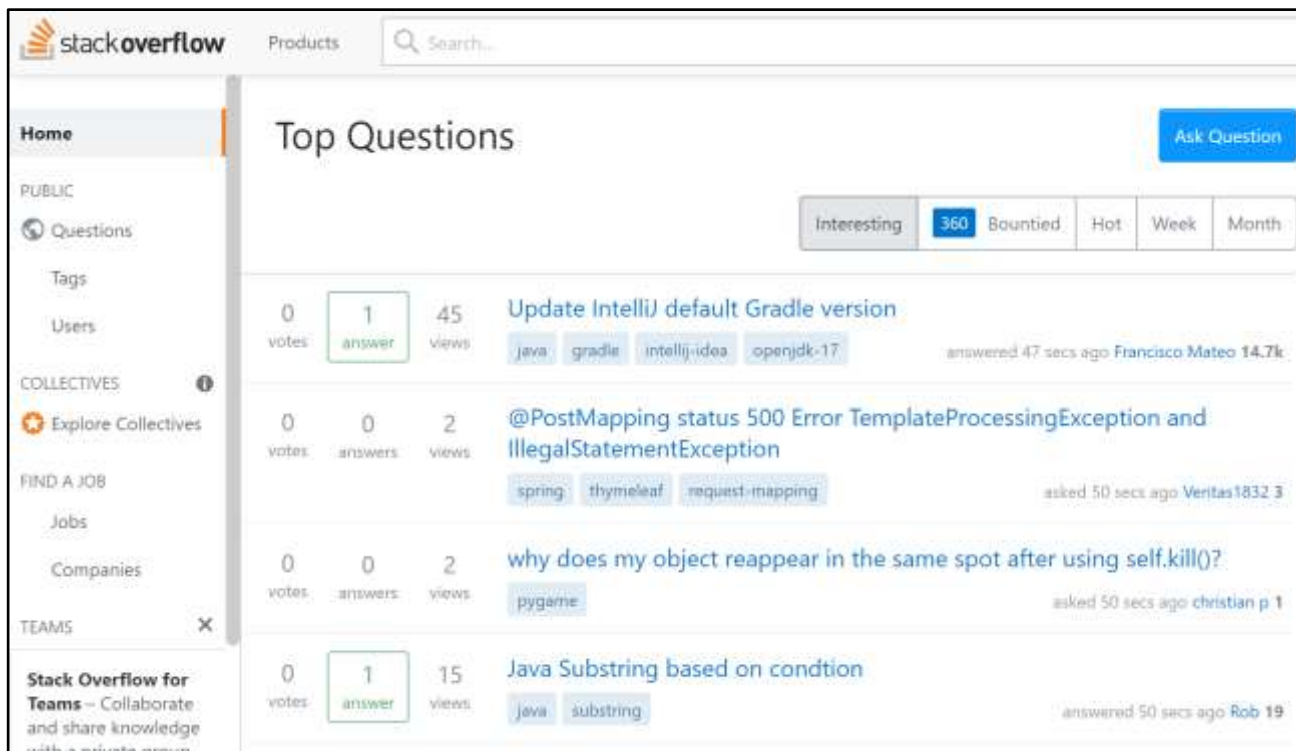 stackoverflow Products Search...
Home
PUBLIC
Questions
Tags
Users
COLLECTIVES
Explore Collectives
FIND A JOB
Jobs
Companies
TEAMS
Stack Overflow for
Teams – Collaborate
and share knowledge
with a private group
Top Questions
Ask Question
Interesting 360 Bountied Hot Week Month
0 votes 1 answer 45 views
Update IntelliJ default Gradle version
java gradle intellij-idea openjdk-17
answered 47 secs ago Francisco Mateo 14.7k
0 votes 0 answers 2 views
@PostMapping status 500 Error TemplateProcessingException and
IllegalStatementException
spring thymeleaf request-mapping
asked 50 secs ago Veritas1832 3
0 votes 0 answers 2 views
why does my object reappear in the same spot after using self.kill()?
pygame
asked 50 secs ago christian p 1
0 votes 1 answer 15 views
Java Substring based on condtion
java substring
answered 50 secs ago Rob 19